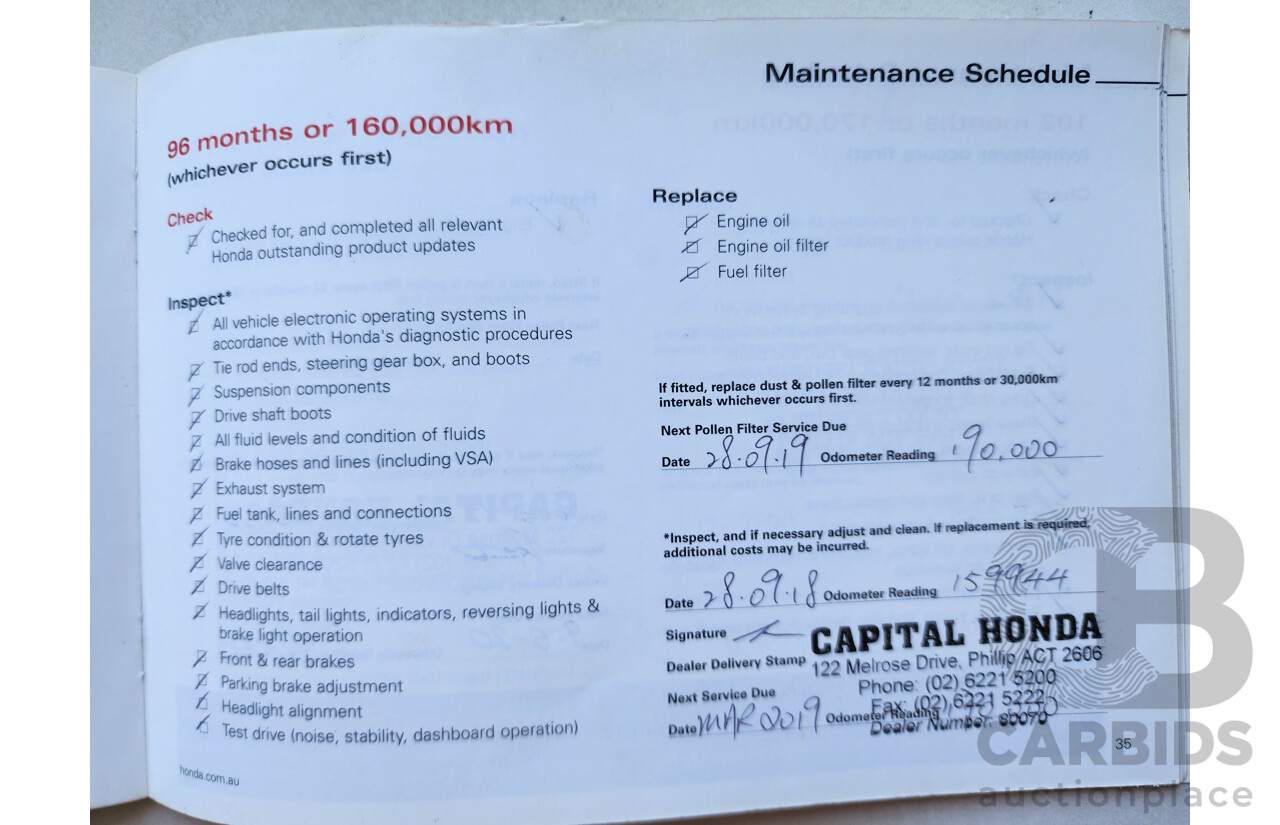 Maintenance Schedule
96 months or 160,000km
(whichever occurs first)
Check
Checked for, and completed all relevant
Honda outstanding product updates
Inspect*
All vehicle electronic operating systems in
accordance with Honda's diagnostic procedures
Tie rod ends, steering gear box, and boots
Suspension components
Drive shaft boots
All fluid levels and condition of fluids
Brake hoses and lines (including VSA)
Exhaust system
Fuel tank, lines and connections
Tyre condition & rotate tyres
Valve clearance
Drive belts
Headlights, tail lights, indicators, reversing lights &
brake light operation
Front & rear brakes
Parking brake adjustment
Headlight alignment
Test drive (noise, stability, dashboard operation)
honda.com.au
Replace
Engine oil
Engine oil filter
Fuel filter
If fitted, replace dust & pollen filter every 12 months or 30,000km
intervals whichever occurs first.
Next Pollen Filter Service Due
Date 28.09.19 Odometer Reading 190,000
*Inspect, and if necessary adjust and clean. If replacement is required,
additional costs may be incurred.
Date 28.09.18 Odometer Reading 159944
Signature
Dealer Delivery Stamp
CAPITAL HONDA
122 Melrose Drive, Phillip ACT 2606
Phone: (02) 6221 5200
Fax: (02) 6221 5222
Dealer Number: 80070
Next Service Due
Date MAR 2019 Odometer Reading
35
CARBIDS
auctionplace